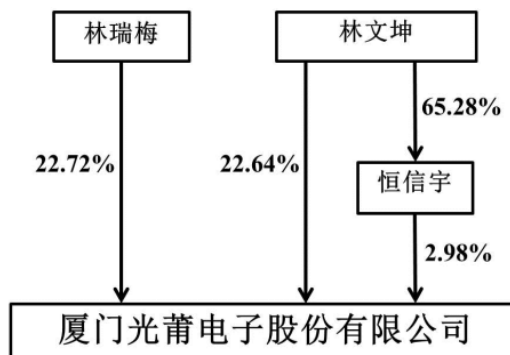 林瑞梅
林文坤
65.28%
22.72%
22.64%
恒信宇
2.98%
厦门光莆电子股份有限公司